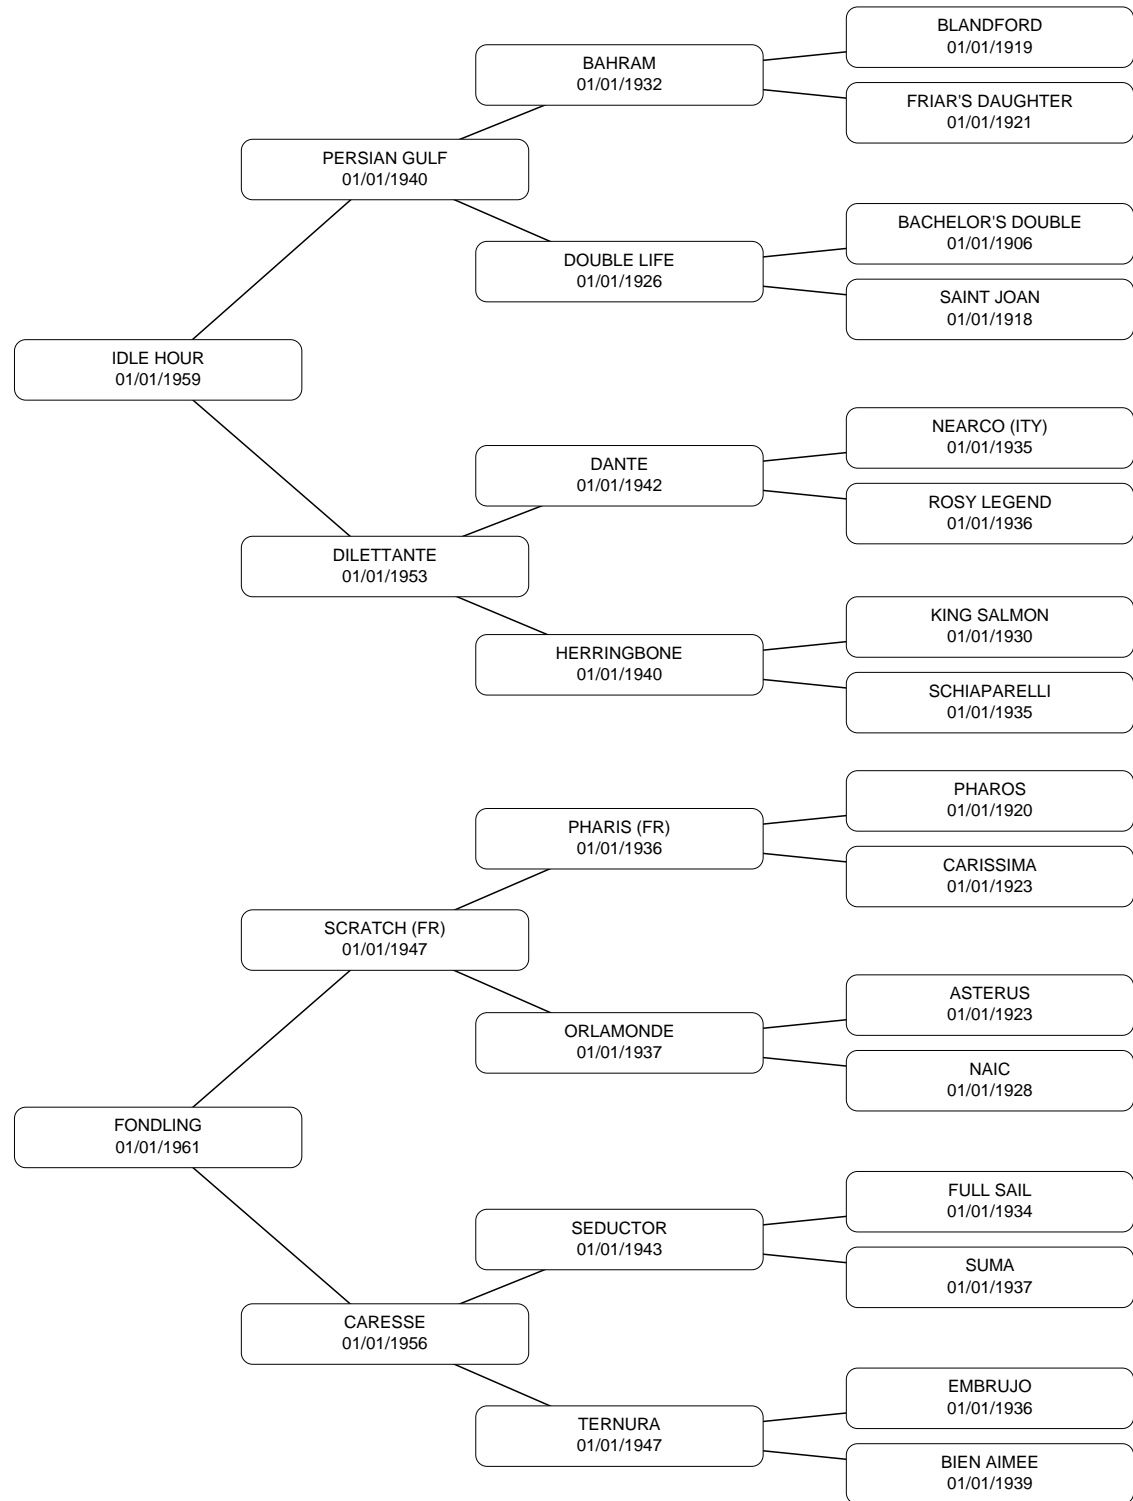 BLANDFORD
01/01/1919
BAHRAM
01/01/1932
FRIAR'S DAUGHTER
01/01/1921
PERSIAN GULF
01/01/1940
BACHELOR'S DOUBLE
01/01/1906
DOUBLE LIFE
01/01/1926
SAINT JOAN
01/01/1918
IDLE HOUR
01/01/1959
NEARCO (ITY)
01/01/1935
DANTE
01/01/1942
ROSY LEGEND
01/01/1936
DILETTANTE
01/01/1953
KING SALMON
01/01/1930
HERRINGBONE
01/01/1940
SCHIAPARELLI
01/01/1935
PHAROS
01/01/1920
PHARIS (FR)
01/01/1936
CARISSIMA
01/01/1923
SCRATCH (FR)
01/01/1947
ASTERUS
01/01/1923
ORLAMONDE
01/01/1937
NAIC
01/01/1928
FONDLING
01/01/1961
FULL SAIL
01/01/1934
SEDUCTOR
01/01/1943
SUMA
01/01/1937
CARESSE
01/01/1956
EMBRUJO
01/01/1936
TERNURA
01/01/1947
BIEN AIMEE
01/01/1939